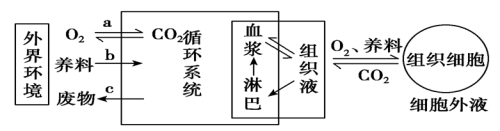 外界环境
O₂ a CO₂
养料 b
废物 c
循环系统
血浆
淋巴
组织液
O₂、养料
CO₂
组织细胞
细胞外液